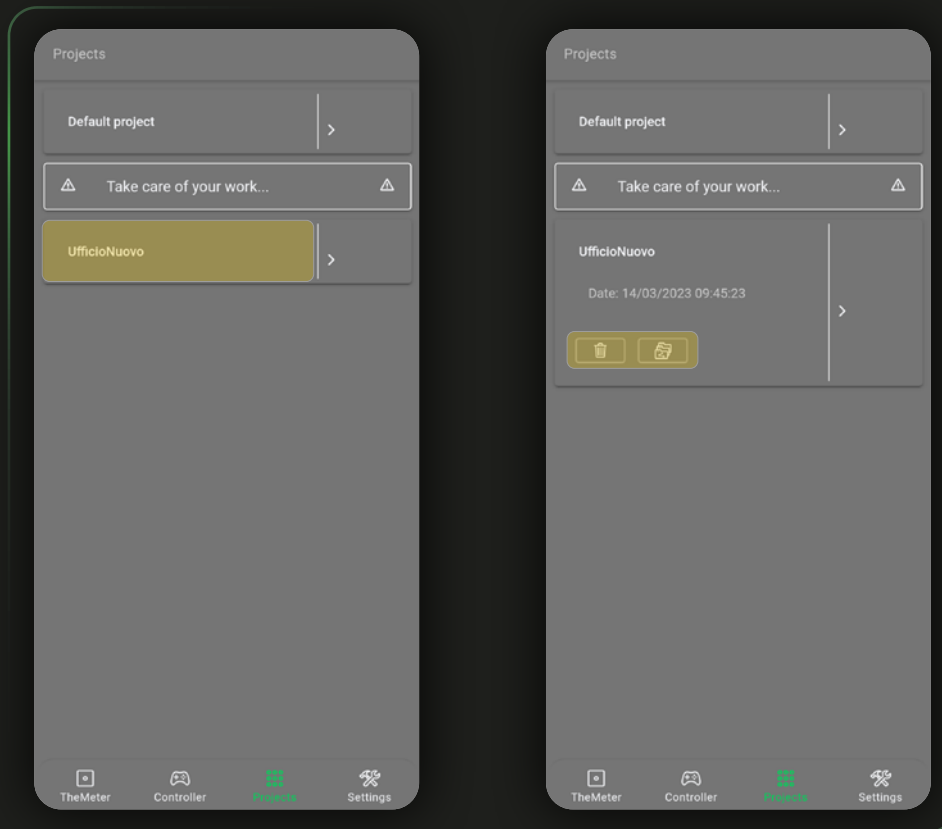 Projects
Default project
Take care of your work...
UfficioNuovo
TheMeter Controller Projects Settings
Projects
Default project
Take care of your work...
UfficioNuovo
Date: 14/03/2023 09:45:23
TheMeter Controller Projects Settings